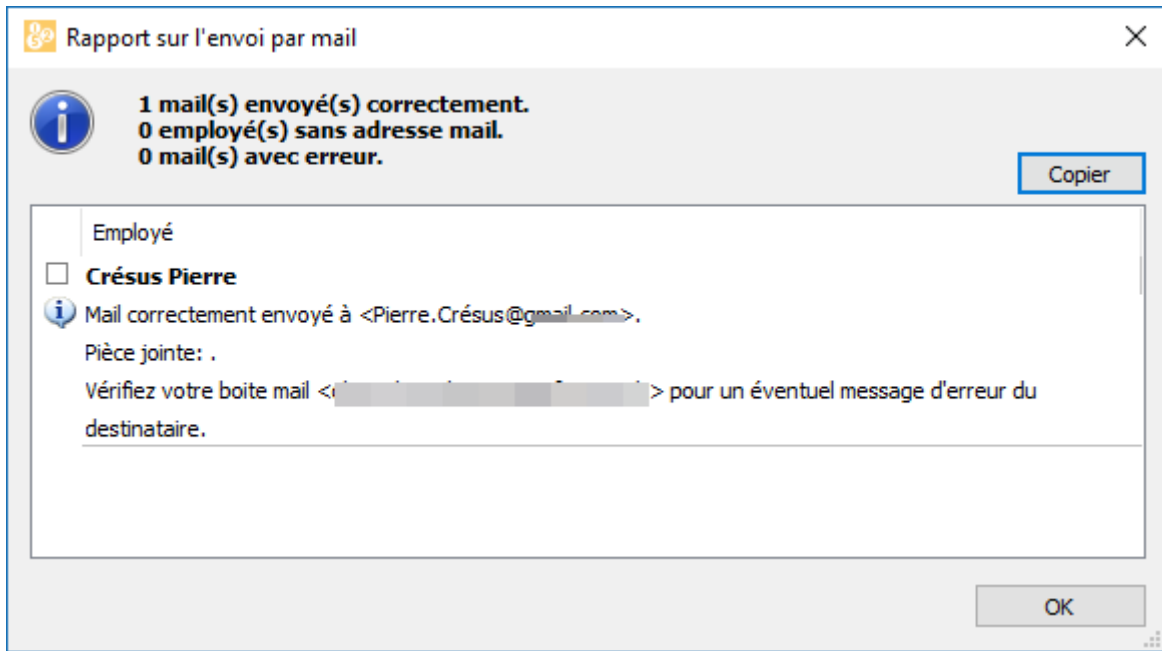 Rapport sur l'envoi par mail
1 mail(s) envoyé(s) correctement.
0 employé(s) sans adresse mail.
0 mail(s) avec erreur.
Copier
Employé
Crésus Pierre
Mail correctement envoyé à <Pierre.Crésus@gmail.com>.
Pièce jointe: .
Vérifiez votre boite mail < > pour un éventuel message d'erreur du
destinataire.
OK